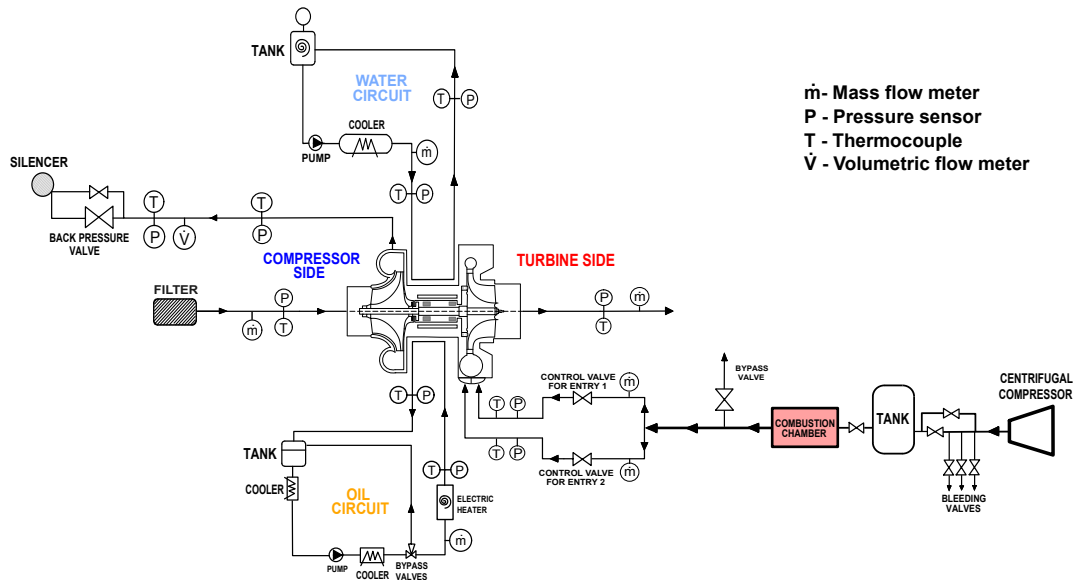 TANK
WATER
CIRCUIT
T
P
COOLER
PUMP
ṁ
T
P
ṁ- Mass flow meter
P - Pressure sensor
T - Thermocouple
V̇ - Volumetric flow meter
SILENCER
BACK PRESSURE
VALVE
T
P
V̇
T
P
COMPRESSOR
SIDE
TURBINE SIDE
FILTER
ṁ
P
T
P
T
ṁ
T
P
CONTROL VALVE
FOR ENTRY 1
ṁ
T
P
T
P
CONTROL VALVE
FOR ENTRY 2
ṁ
BYPASS
VALVE
COMBUSTION
CHAMBER
TANK
CENTRIFUGAL
COMPRESSOR
BLEEDING
VALVES
TANK
COOLER
OIL
CIRCUIT
T
P
ELECTRIC
HEATER
ṁ
PUMP
COOLER
BYPASS
VALVES